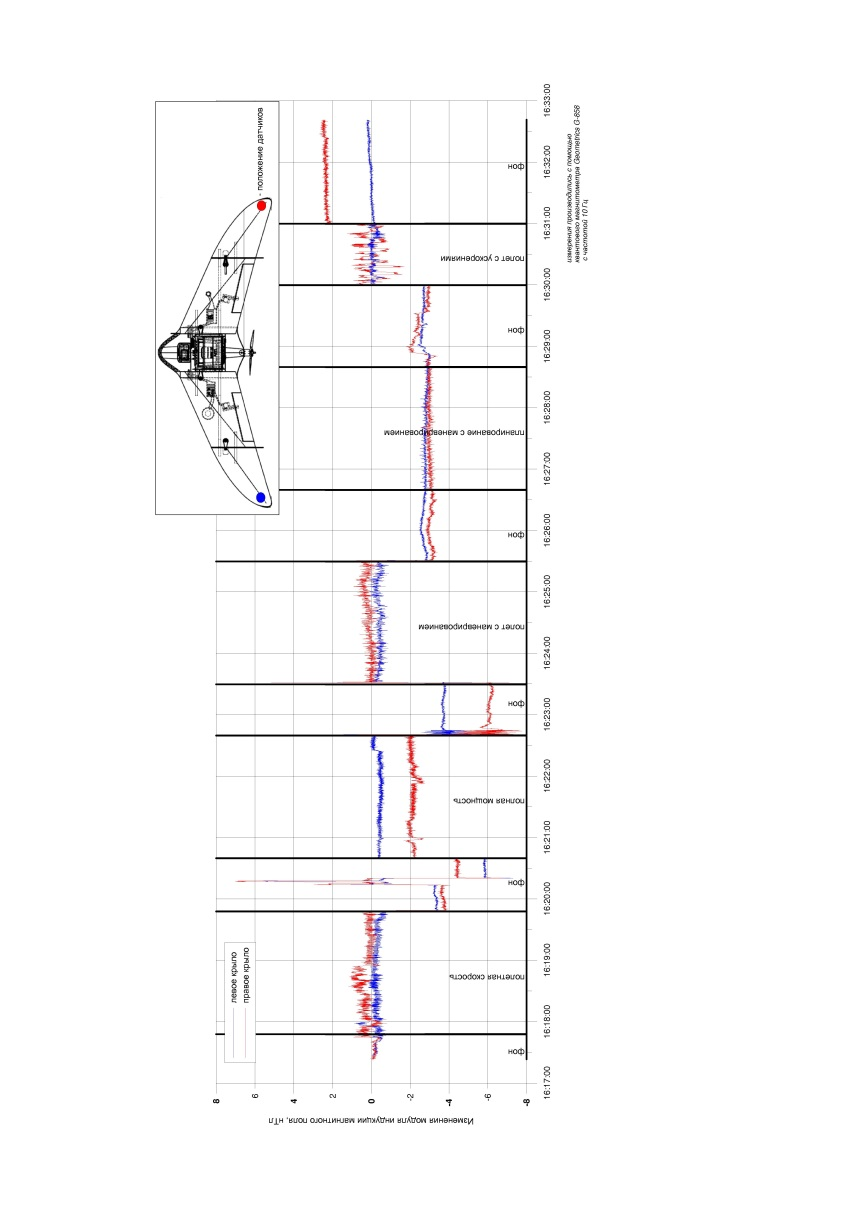 - положение датчиков
левое крыло
правое крыло
Изменения модуля индукции магнитного поля, нТл
8
6
4
2
0
-2
-4
-6
-8
фон
полетная скорость
фон
полная мощность
фон
полет с маневрированием
фон
планирование с маневрированием
фон
полет с ускорениями
фон
16:17:00
16:18:00
16:19:00
16:20:00
16:21:00
16:22:00
16:23:00
16:24:00
16:25:00
16:26:00
16:27:00
16:28:00
16:29:00
16:30:00
16:31:00
16:32:00
16:33:00
измерения производились с помощью
квантового магнитометра Geometrics G-858
с частотой 10 Гц